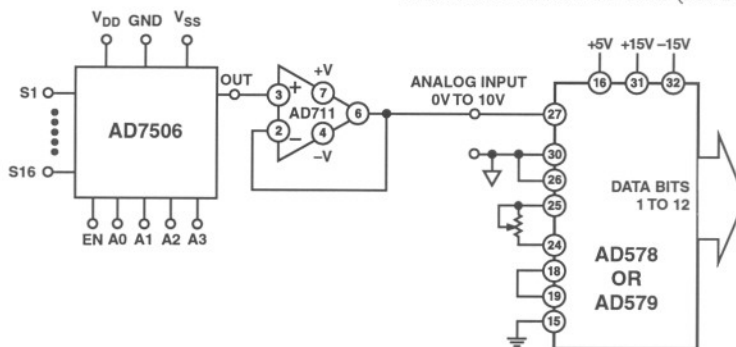 V_DD GND V_SS
S1
S16
AD7506
OUT
EN A0 A1 A2 A3
3 + +V 7
AD711
6
2 − 4
−V
ANALOG INPUT
0V TO 10V
+5V +15V −15V
16 31 32
27
30
26
25
24
18
19
15
DATA BITS
1 TO 12
AD578
OR
AD579